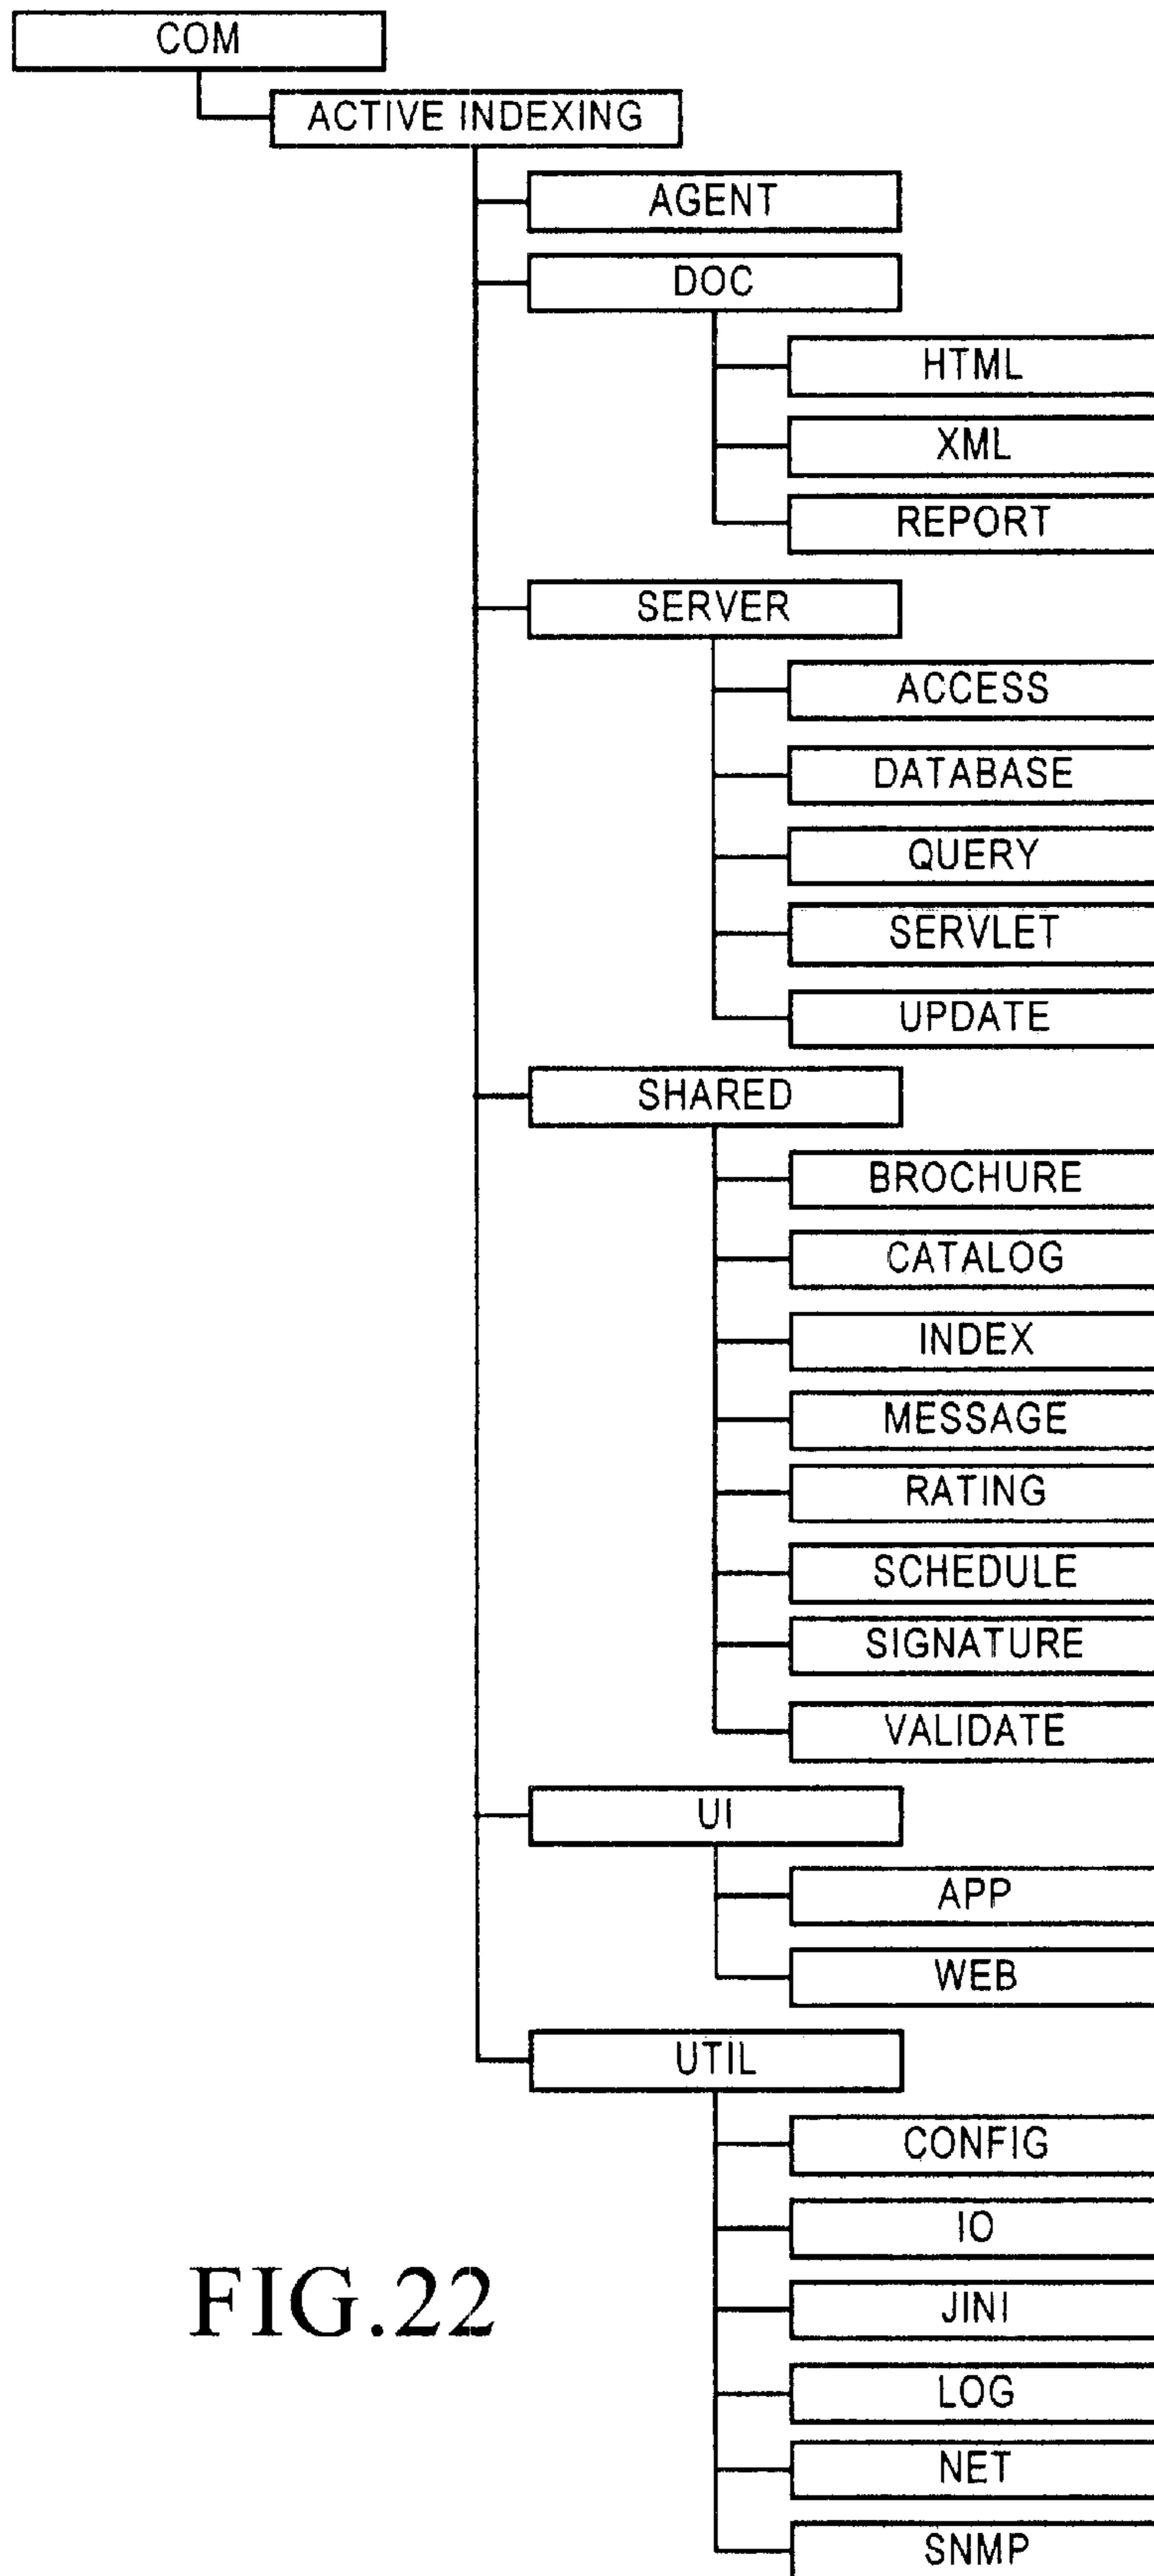 COM
ACTIVE INDEXING
AGENT
DOC
HTML
XML
REPORT
SERVER
ACCESS
DATABASE
QUERY
SERVLET
UPDATE
SHARED
BROCHURE
CATALOG
INDEX
MESSAGE
RATING
SCHEDULE
SIGNATURE
VALIDATE
UI
APP
WEB
UTIL
CONFIG
IO
JINI
LOG
NET
SNMP
FIG.22